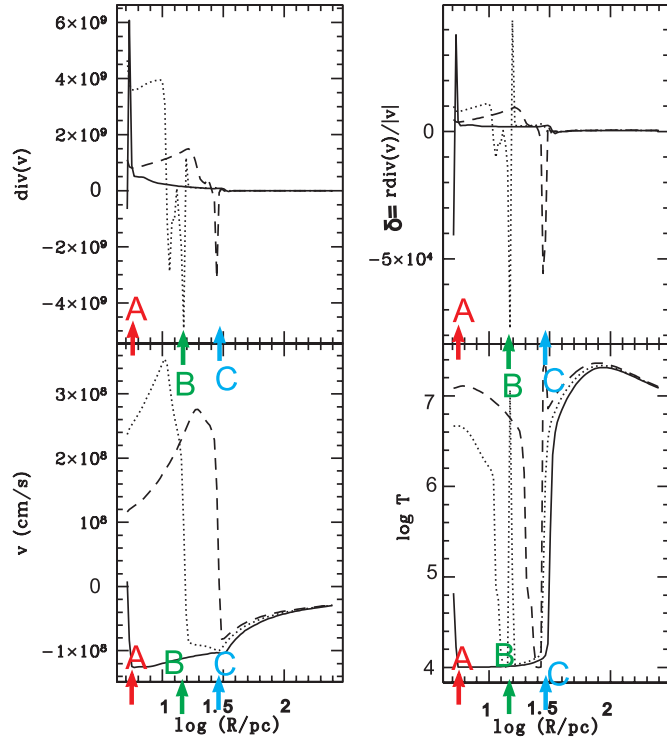 6×10⁹
4×10⁹
2×10⁹
0
−2×10⁹
−4×10⁹
div(v)
A
B
C
0
−5×10⁴
δ= rdiv(v)/|v|
A
B
C
3×10⁸
2×10⁸
10⁸
0
−1×10⁸
v (cm/s)
A
B
C
1
1.5
2
log (R/pc)
7
6
5
4
log T
A
B
C
1
1.5
2
log (R/pc)